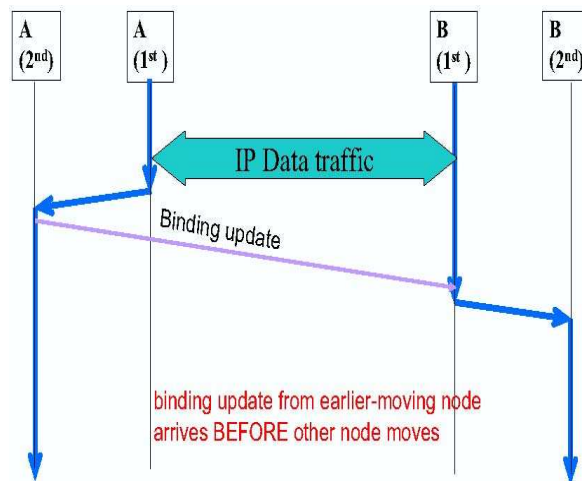 A
(2nd)
A
(1st)
B
(1st)
B
(2nd)
IP Data traffic
Binding update
binding update from earlier-moving node
arrives BEFORE other node moves